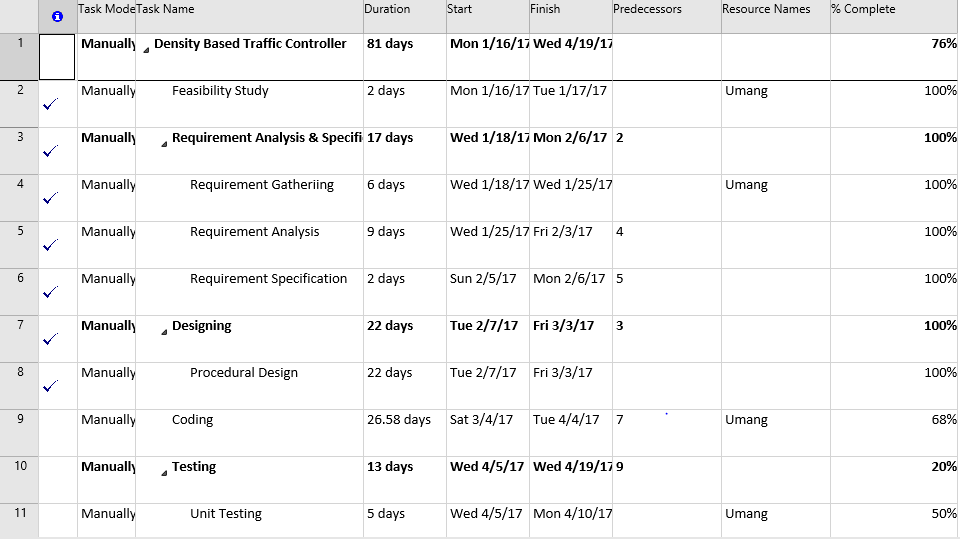 Task Mode Task Name Duration Start Finish Predecessors Resource Names % Complete
1 Manually Density Based Traffic Controller 81 days Mon 1/16/17 Wed 4/19/17 76%
2 Manually Feasibility Study 2 days Mon 1/16/17 Tue 1/17/17 Umang 100%
3 Manually Requirement Analysis & Specifi 17 days Wed 1/18/17 Mon 2/6/17 2 100%
4 Manually Requirement Gatheriing 6 days Wed 1/18/17 Wed 1/25/17 Umang 100%
5 Manually Requirement Analysis 9 days Wed 1/25/17 Fri 2/3/17 4 100%
6 Manually Requirement Specification 2 days Sun 2/5/17 Mon 2/6/17 5 100%
7 Manually Designing 22 days Tue 2/7/17 Fri 3/3/17 3 100%
8 Manually Procedural Design 22 days Tue 2/7/17 Fri 3/3/17 100%
9 Manually Coding 26.58 days Sat 3/4/17 Tue 4/4/17 7 Umang 68%
10 Manually Testing 13 days Wed 4/5/17 Wed 4/19/17 9 20%
11 Manually Unit Testing 5 days Wed 4/5/17 Mon 4/10/17 Umang 50%